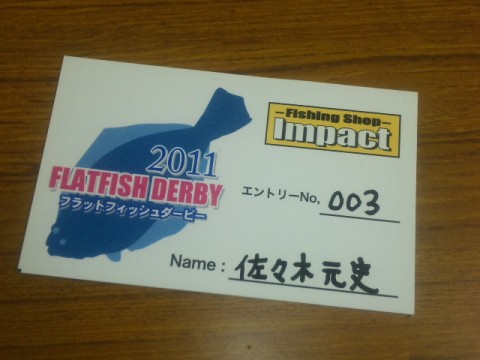 Fishing Shop
Impact
2011
FLATFISH DERBY
フラットフィッシュダービー
エントリーNo, 003
Name : 佐々木元史